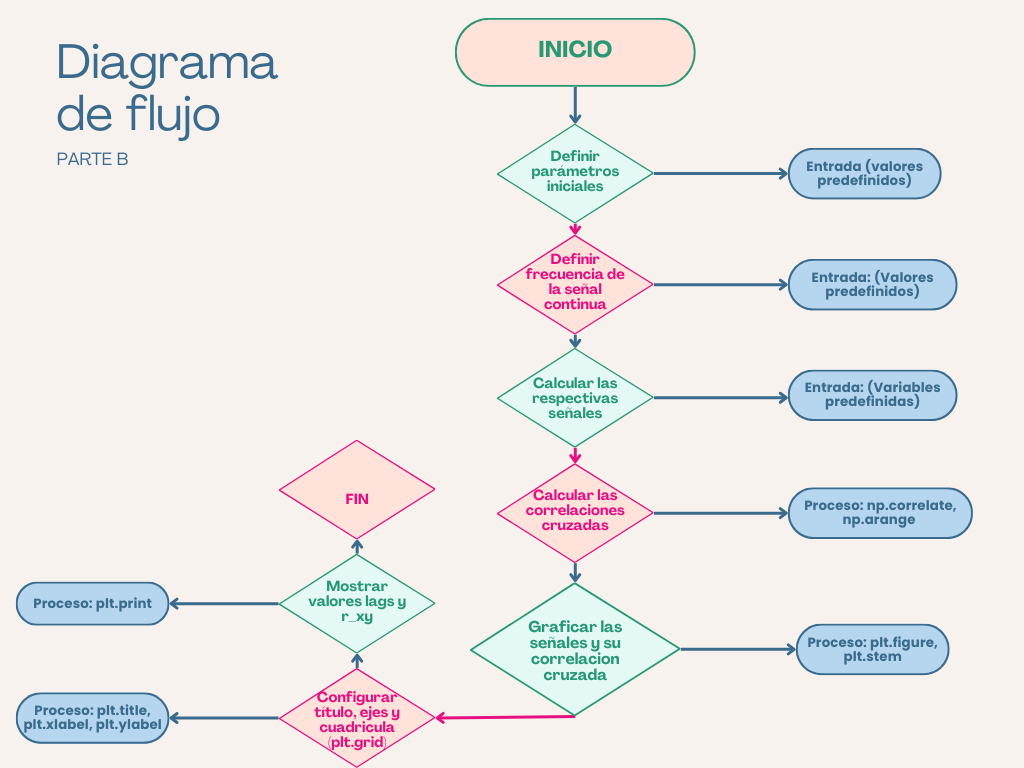 Diagrama
de flujo
PARTE B
INICIO
Definir
parámetros
iniciales
Entrada (valores
predefinidos)
Definir
frecuencia de
la señal
continua
Entrada: (Valores
predefinidos)
Calcular las
respectivas
señales
Entrada: (Variables
predefinidas)
Calcular las
correlaciones
cruzadas
Proceso: np.correlate,
np.arange
Graficar las
señales y su
correlacion
cruzada
Proceso: plt.figure,
plt.stem
Configurar
título, ejes y
cuadricula
(plt.grid)
Proceso: plt.title,
plt.xlabel, plt.ylabel
Mostrar
valores lags y
r_xy
Proceso: plt.print
FIN